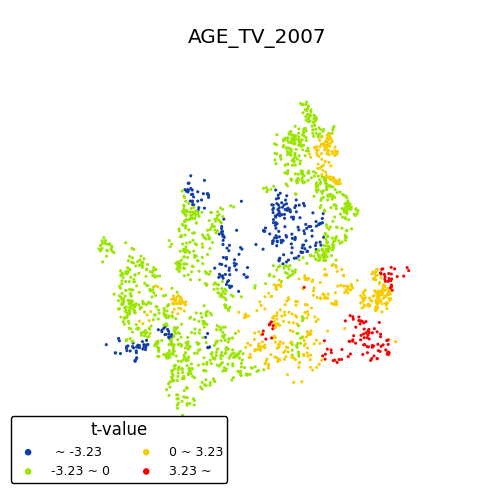 AGE_TV_2007
t-value
~ -3.23
0 ~ 3.23
-3.23 ~ 0
3.23 ~